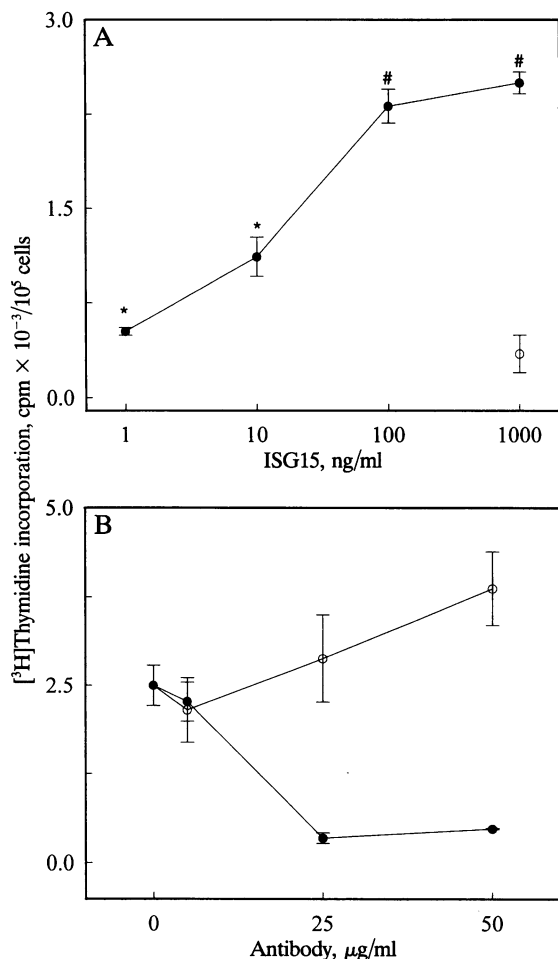 A
3.0
1.5
0.0
*
*
#
#
1 10 100 1000
ISG15, ng/ml
[³H]Thymidine incorporation, cpm × 10⁻³/10⁵ cells
B
5.0
2.5
0.0
0 25 50
Antibody, μg/ml